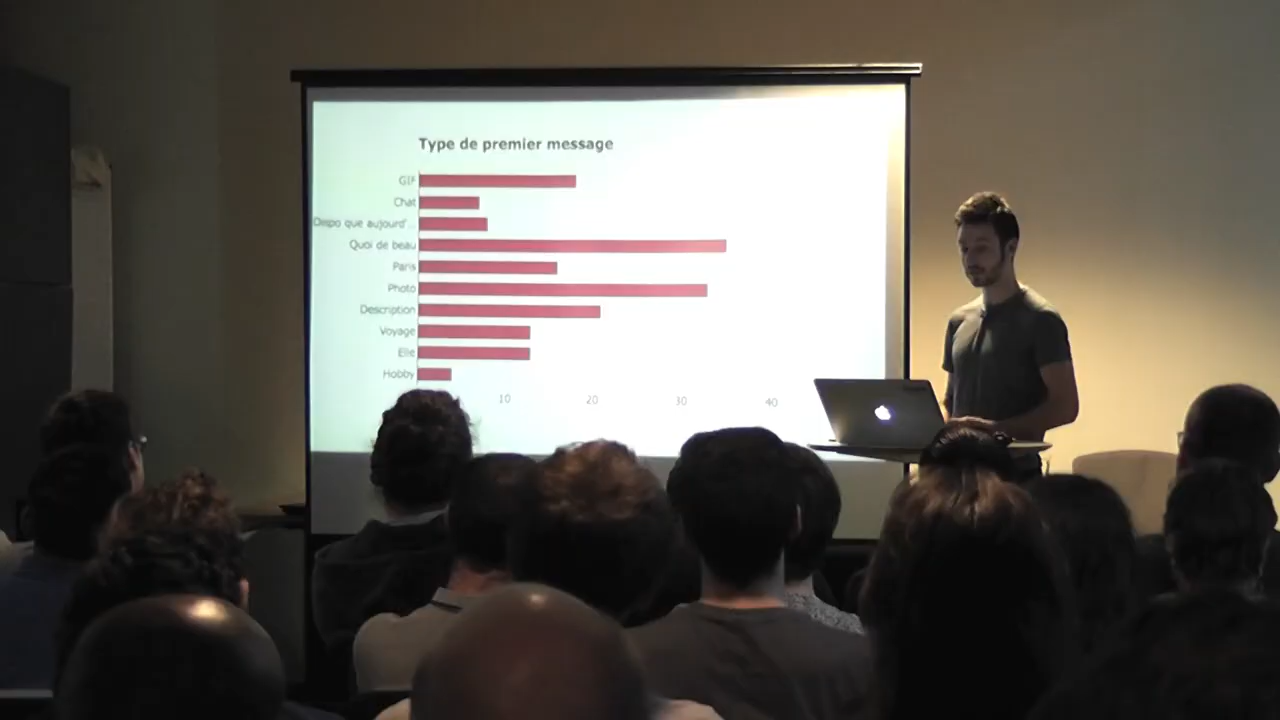 Type de premier message
GIF
Chat
Dispo que aujourd'...
Quoi de beau
Paris
Photo
Description
Voyage
Elle
Hobby
10 20 30 40